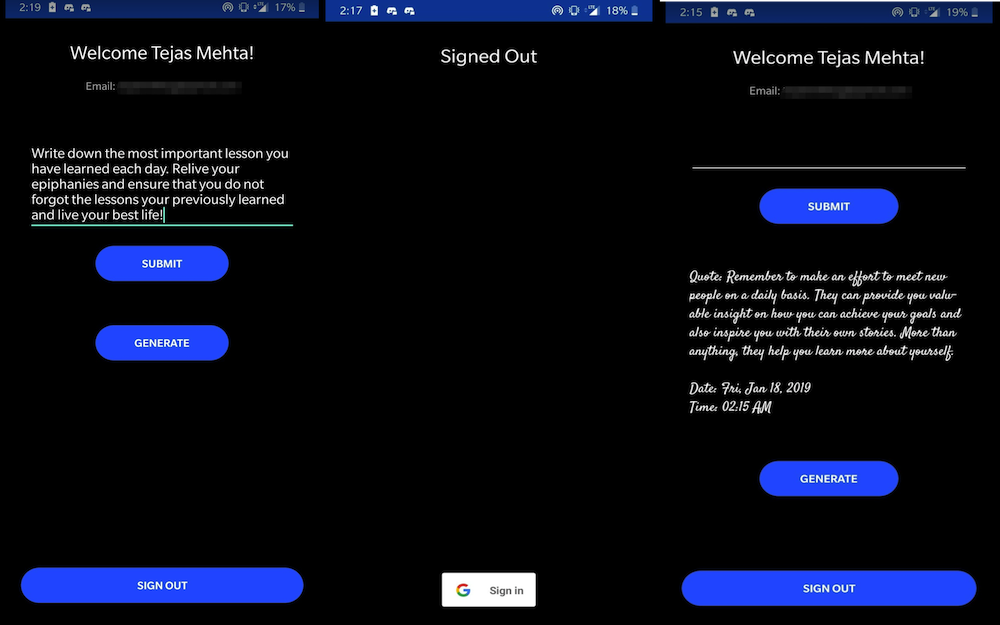 2:19 17%
Welcome Tejas Mehta!
Email:
Write down the most important lesson you
have learned each day. Relive your
epiphanies and ensure that you do not
forgot the lessons your previously learned
and live your best life!
SUBMIT
GENERATE
SIGN OUT
2:17 LTE 18%
Signed Out
Sign in
2:15 19%
Welcome Tejas Mehta!
Email:
SUBMIT
Quote: Remember to make an effort to meet new
people on a daily basis. They can provide you valu-
able insight on how you can achieve your goals and
also inspire you with their own stories. More than
anything, they help you learn more about yourself.
Date: Fri, Jan 18, 2019
Time: 02:15 AM
GENERATE
SIGN OUT